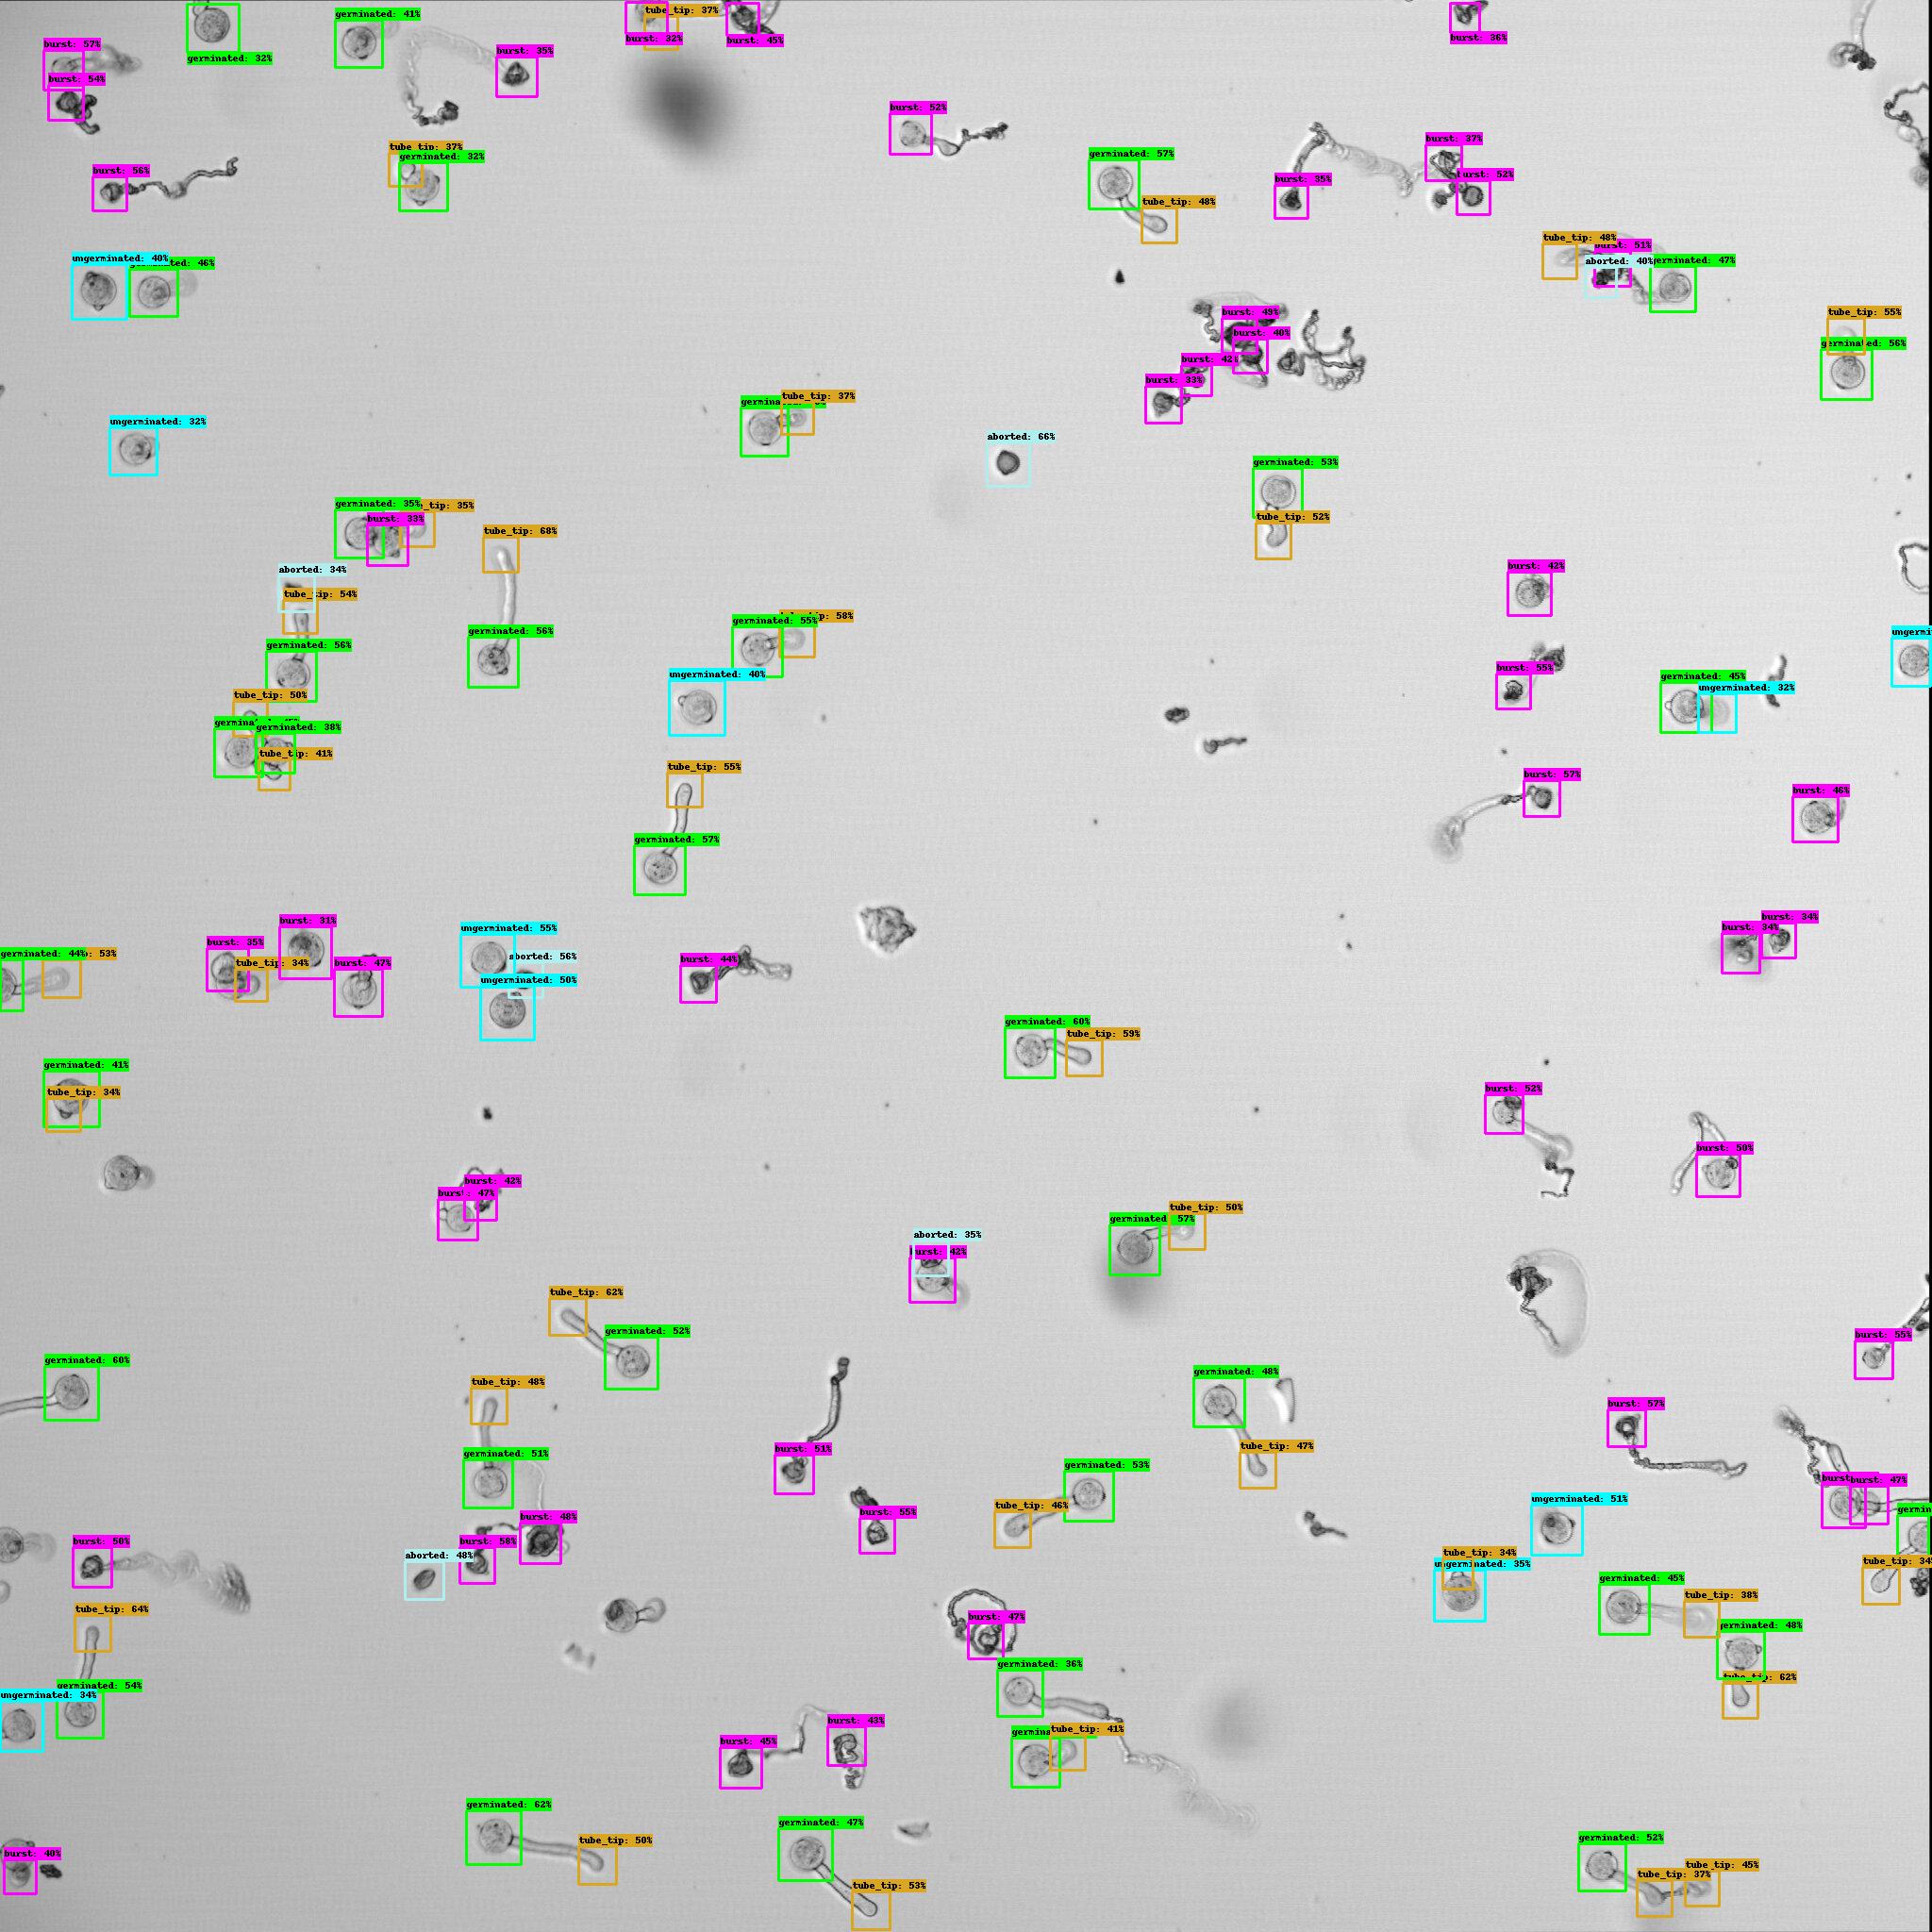 germinated: 41%
tube_tip: 37%
burst: 32%
burst: 45%
burst: 36%
burst: 57%
germinated: 32%
burst: 35%
burst: 54%
burst: 52%
burst: 37%
tube_tip: 37%
germinated: 32%
germinated: 57%
burst: 56%
burst: 35%
burst: 52%
tube_tip: 48%
tube_tip: 48%
burst: 51%
ungerminated: 40%
germinated: 46%
aborted: 40%
germinated: 47%
burst: 49%
tube_tip: 55%
burst: 40%
germinated: 56%
burst: 42%
burst: 33%
tube_tip: 37%
ungerminated: 32%
aborted: 66%
germinated: 53%
germinated: 35%
tube_tip: 35%
burst: 33%
tube_tip: 52%
tube_tip: 68%
burst: 42%
aborted: 34%
tube_tip: 54%
tube_tip: 58%
germinated: 55%
germinated: 56%
germinated: 56%
burst: 55%
ungerminated: 40%
germinated: 45%
ungerminated: 32%
tube_tip: 50%
germinated: 38%
tube_tip: 41%
tube_tip: 55%
burst: 57%
burst: 46%
germinated: 57%
burst: 31%
burst: 34%
burst: 34%
ungerminated: 55%
burst: 35%
germinated: 44%
: 53%
tube_tip: 34%
burst: 47%
aborted: 56%
burst: 44%
ungerminated: 50%
germinated: 60%
tube_tip: 59%
germinated: 41%
tube_tip: 34%
burst: 52%
burst: 50%
burst: 42%
burst: 47%
tube_tip: 50%
germinated: 57%
aborted: 35%
burst: 42%
tube_tip: 62%
germinated: 52%
burst: 55%
germinated: 60%
germinated: 48%
tube_tip: 48%
burst: 57%
tube_tip: 47%
germinated: 51%
burst: 51%
germinated: 53%
burst: 47%
ungerminated: 51%
tube_tip: 46%
burst: 55%
burst: 48%
burst: 50%
burst: 58%
aborted: 48%
tube_tip: 34%
ungerminated: 35%
tube_tip: 34%
germinated: 45%
tube_tip: 38%
tube_tip: 64%
burst: 47%
germinated: 48%
germinated: 36%
tube_tip: 62%
germinated: 54%
ungerminated: 34%
burst: 43%
tube_tip: 41%
burst: 45%
germinated: 62%
tube_tip: 50%
germinated: 47%
germinated: 52%
burst: 40%
tube_tip: 45%
tube_tip: 37%
tube_tip: 53%